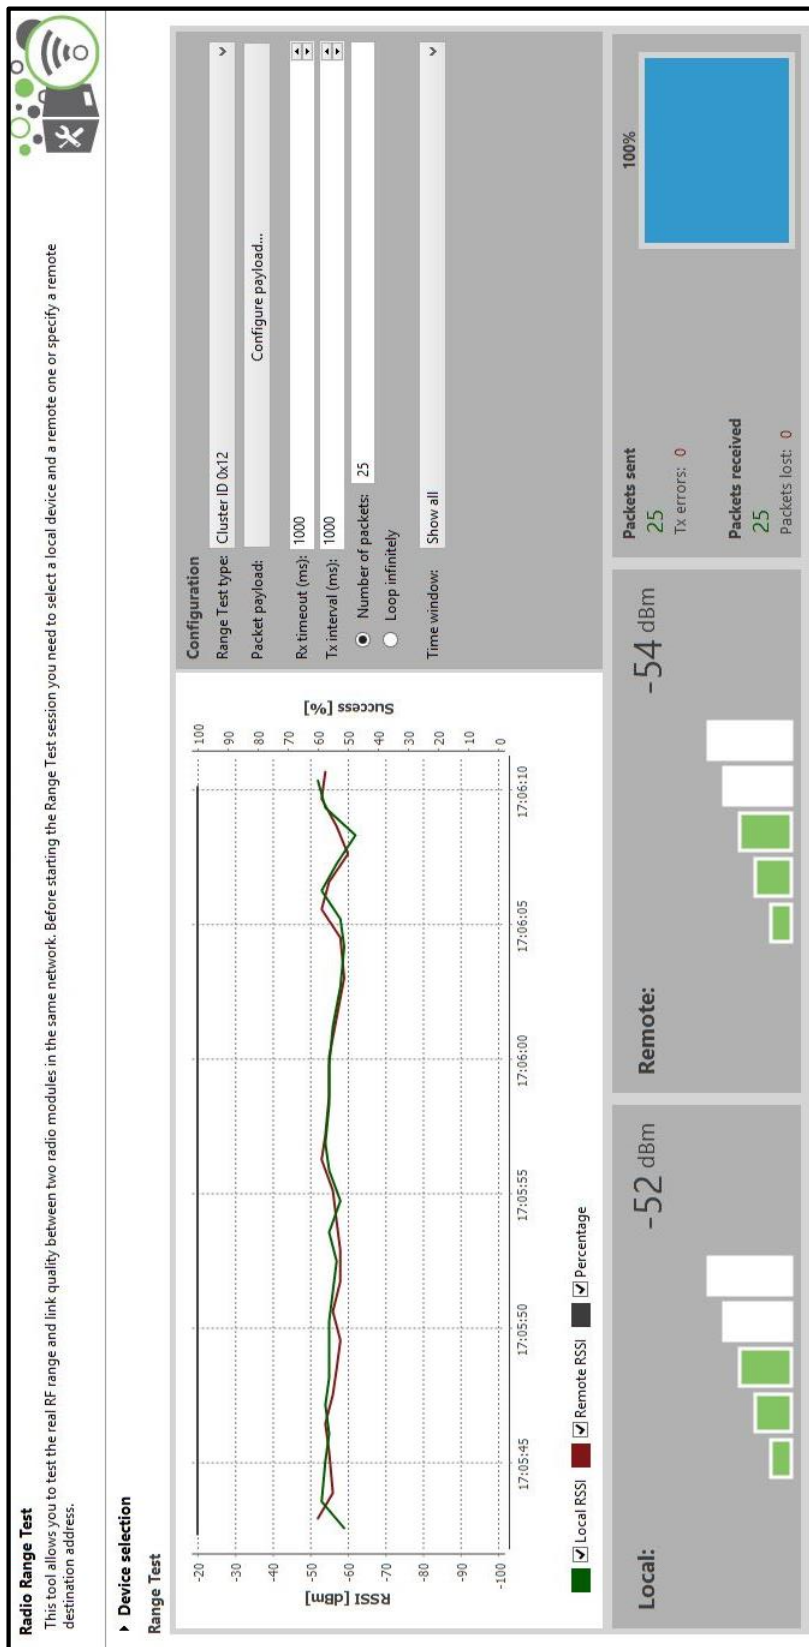 Radio Range Test
This tool allows you to test the real RF range and link quality between two radio modules in the same network. Before starting the Range Test session you need to select a local device and a remote one or specify a remote
destination address.
Device selection
Range Test
RSSI [dBm]
-20
-30
-40
-50
-60
-70
-80
-90
-100
17:05:45
17:05:50
17:05:55
17:06:00
17:06:05
17:06:10
100
90
80
70
60
50
40
30
20
10
0
Success [%]
Local RSSI
Remote RSSI
Percentage
Configuration
Range Test type: Cluster ID 0x12
Packet payload: Configure payload...
Rx timeout (ms): 1000
Tx interval (ms): 1000
Number of packets: 25
Loop infinitely
Time window: Show all
Local: -52 dBm
Remote: -54 dBm
Packets sent
25
Tx errors: 0
Packets received
25
Packets lost: 0
100%